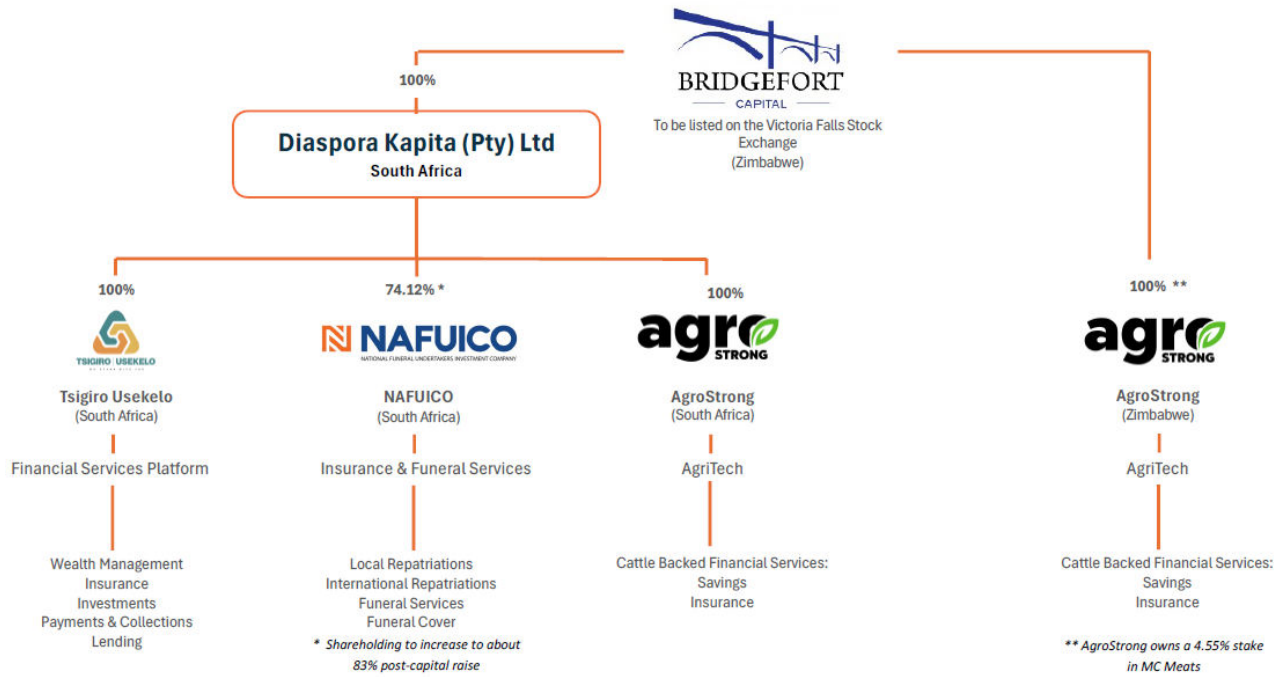 BRIDGEFORT
CAPITAL
To be listed on the Victoria Falls Stock
Exchange
(Zimbabwe)
100%
Diaspora Kapita (Pty) Ltd
South Africa
100%
TSIGIRO USEKELO
Tsigiro Usekelo
(South Africa)
Financial Services Platform
Wealth Management
Insurance
Investments
Payments & Collections
Lending
74.12% *
NAFUICO
NATIONAL FUNERAL UNDERTAKERS INVESTMENT COMPANY
NAFUICO
(South Africa)
Insurance & Funeral Services
Local Repatriations
International Repatriations
Funeral Services
Funeral Cover
* Shareholding to increase to about
83% post-capital raise
100%
agro
STRONG
AgroStrong
(South Africa)
AgriTech
Cattle Backed Financial Services:
Savings
Insurance
100% **
agro
STRONG
AgroStrong
(Zimbabwe)
AgriTech
Cattle Backed Financial Services:
Savings
Insurance
** AgroStrong owns a 4.55% stake
in MC Meats